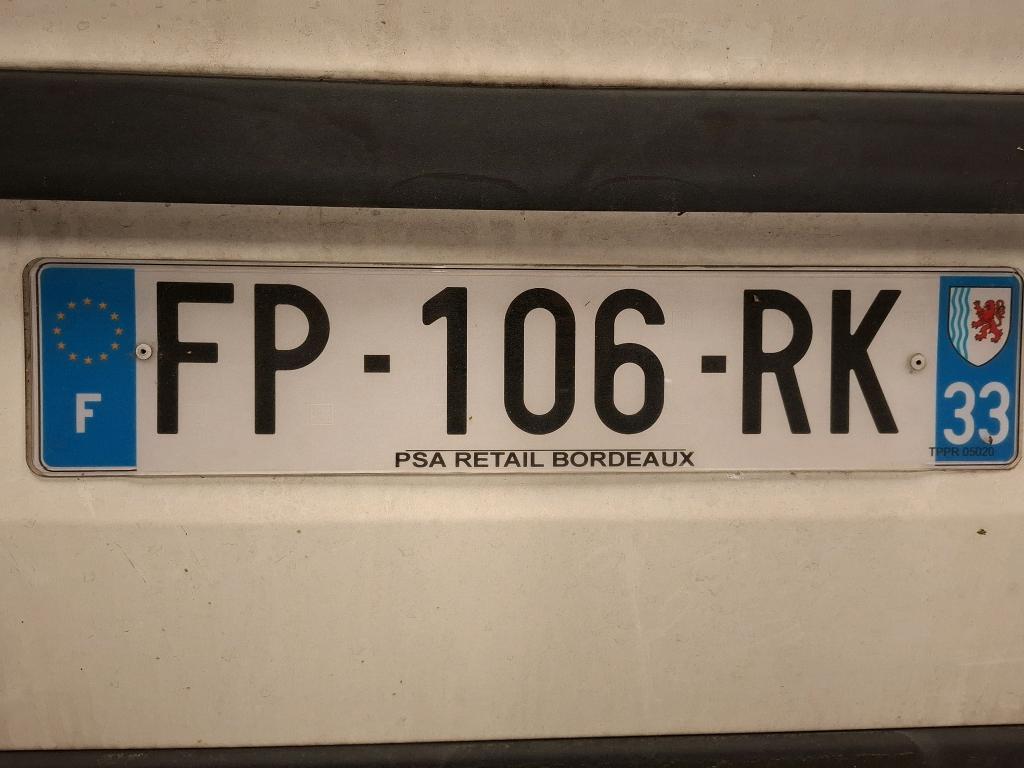 F
FP-106-RK
33
TPPR 05020
PSA RETAIL BORDEAUX